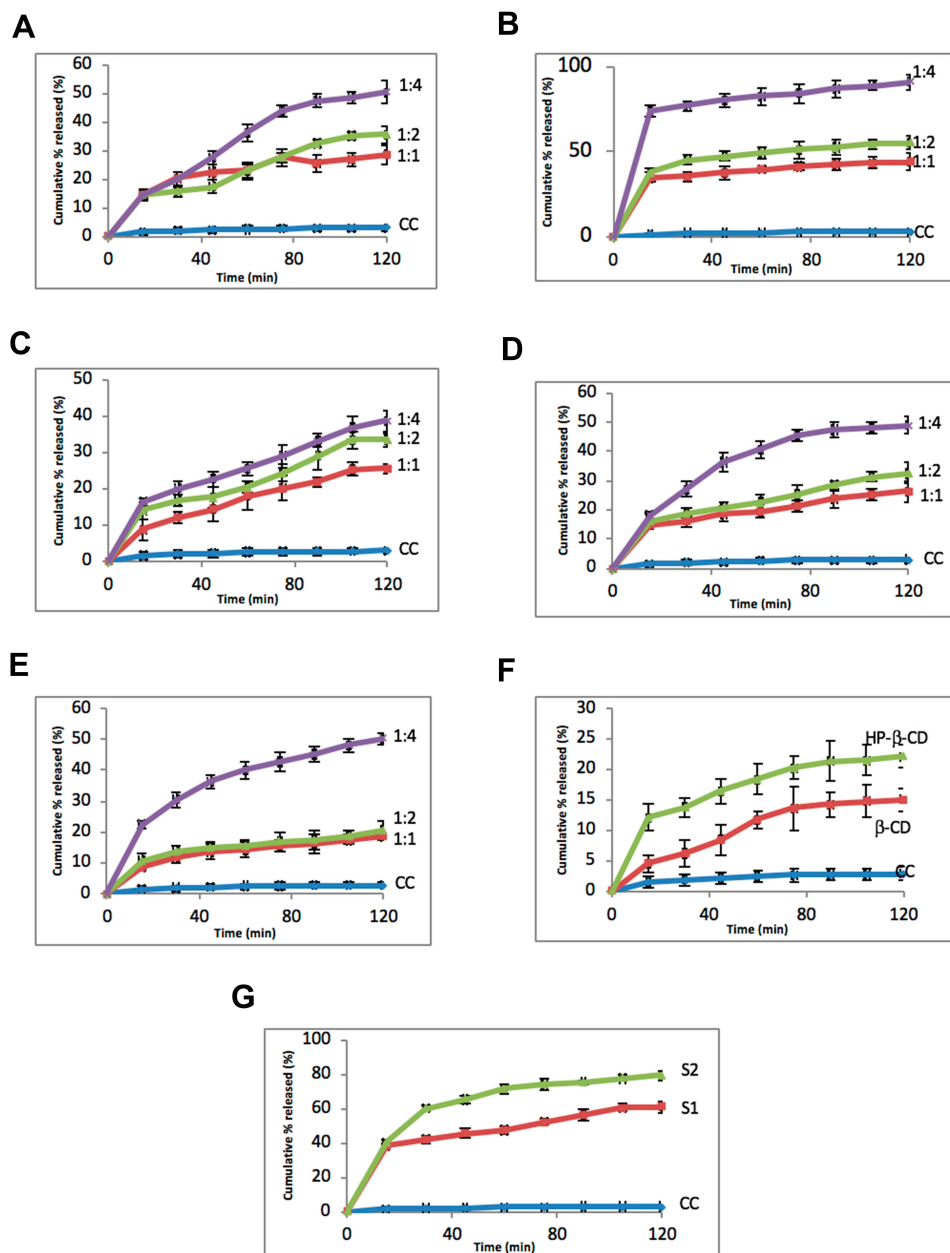 A
Cumulative % released (%)
60
50
40
30
20
10
0
1:4
1:2
1:1
CC
0 40 80 120
Time (min)
B
Cumulative % released (%)
100
50
0
1:4
1:2
1:1
CC
0 40 80 120
Time (min)
C
Cumulative % released (%)
50
40
30
20
10
0
1:4
1:2
1:1
CC
0 40 80 120
Time (min)
D
Cumulative % released (%)
60
50
40
30
20
10
0
1:4
1:2
1:1
CC
0 40 80 120
Time (min)
E
Cumulative % released (%)
60
50
40
30
20
10
0
1:4
1:2
1:1
CC
0 40 80 120
Time (min)
F
Cumulative % released (%)
30
25
20
15
10
5
0
HP-β-CD
β-CD
CC
0 40 80 120
Time (min)
G
Cumulative % released (%)
100
80
60
40
20
0
S2
S1
CC
0 40 80 120
Time (min)